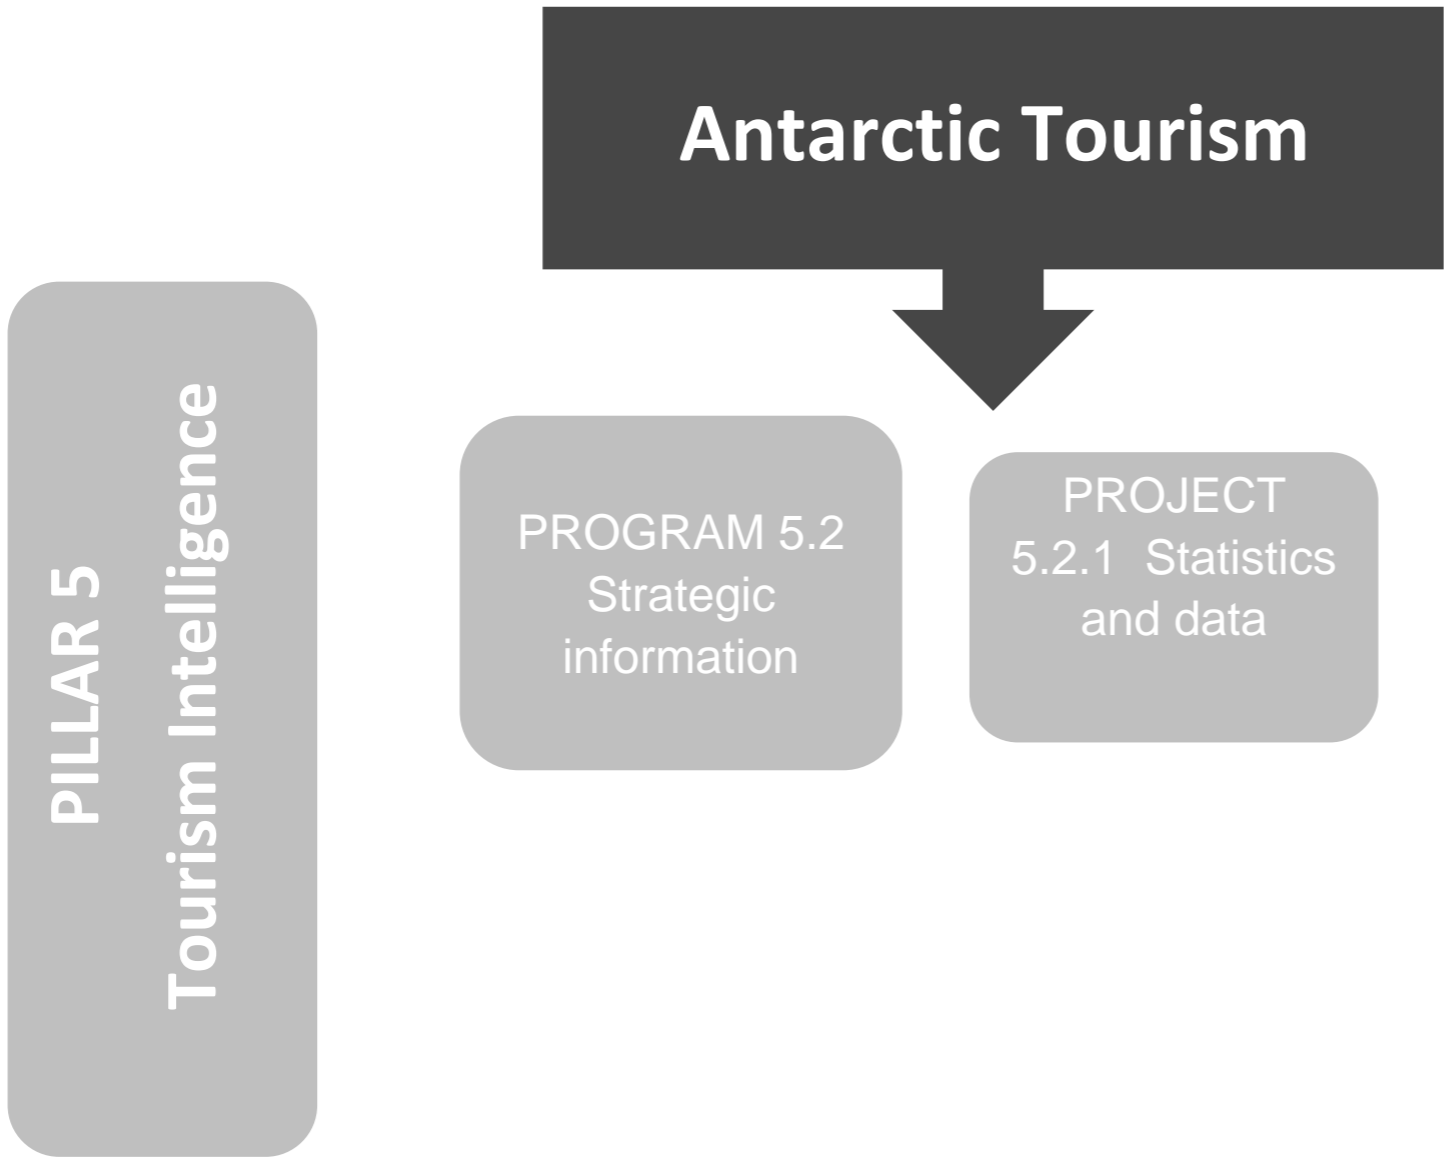 Antarctic Tourism
PILLAR 5
Tourism Intelligence
PROGRAM 5.2
Strategic
information
PROJECT
5.2.1  Statistics
and data